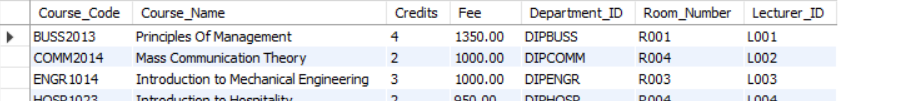 Course_Code Course_Name Credits Fee Department_ID Room_Number Lecturer_ID
BUSS2013 Principles Of Management 4 1350.00 DIPBUSS R001 L001
COMM2014 Mass Communication Theory 2 1000.00 DIPCOMM R004 L002
ENGR1014 Introduction to Mechanical Engineering 3 1000.00 DIPENGR R003 L003
HOSP1023 Introduction to Hospitality 2 950.00 DIPHOSP R004 L004